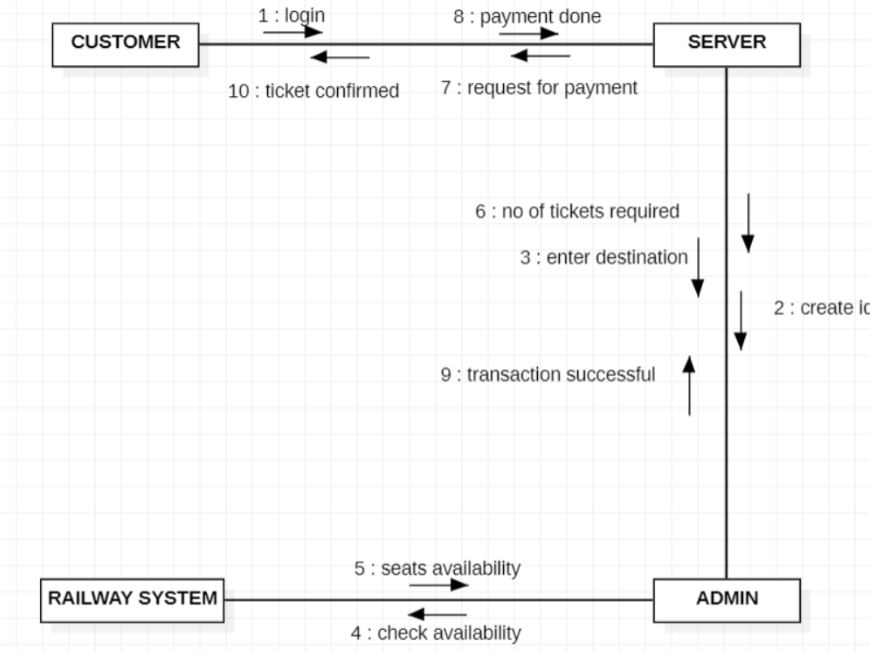 1 : login
8 : payment done
CUSTOMER
SERVER
10 : ticket confirmed
7 : request for payment
6 : no of tickets required
3 : enter destination
2 : create
9 : transaction successful
5 : seats availability
RAILWAY SYSTEM
ADMIN
4 : check availability